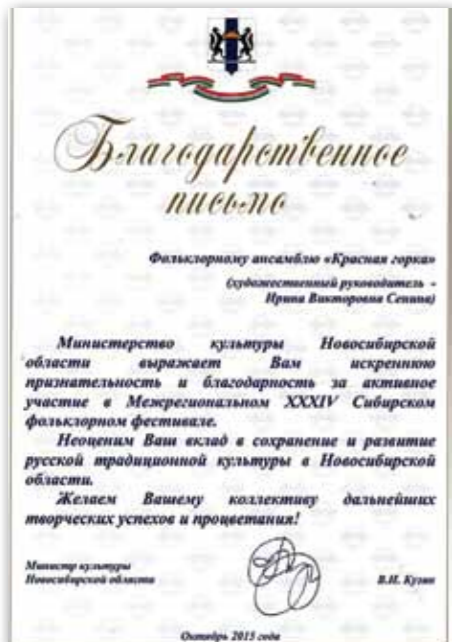 Благодарственное
письмо
Фольклорному ансамблю «Красная горка»
(художественный руководитель -
Ирина Викторовна Сенина)
Министерство культуры Новосибирской
области выражает Вам искреннюю
признательность и благодарность за активное
участие в Межрегиональном XXXIV Сибирском
фольклорном фестивале.
Неоценим Ваш вклад в сохранение и развитие
русской традиционной культуры в Новосибирской
области.
Желаем Вашему коллективу дальнейших
творческих успехов и процветания!
Министр культуры
Новосибирской области
В.И. Кузин
Октябрь 2015 года